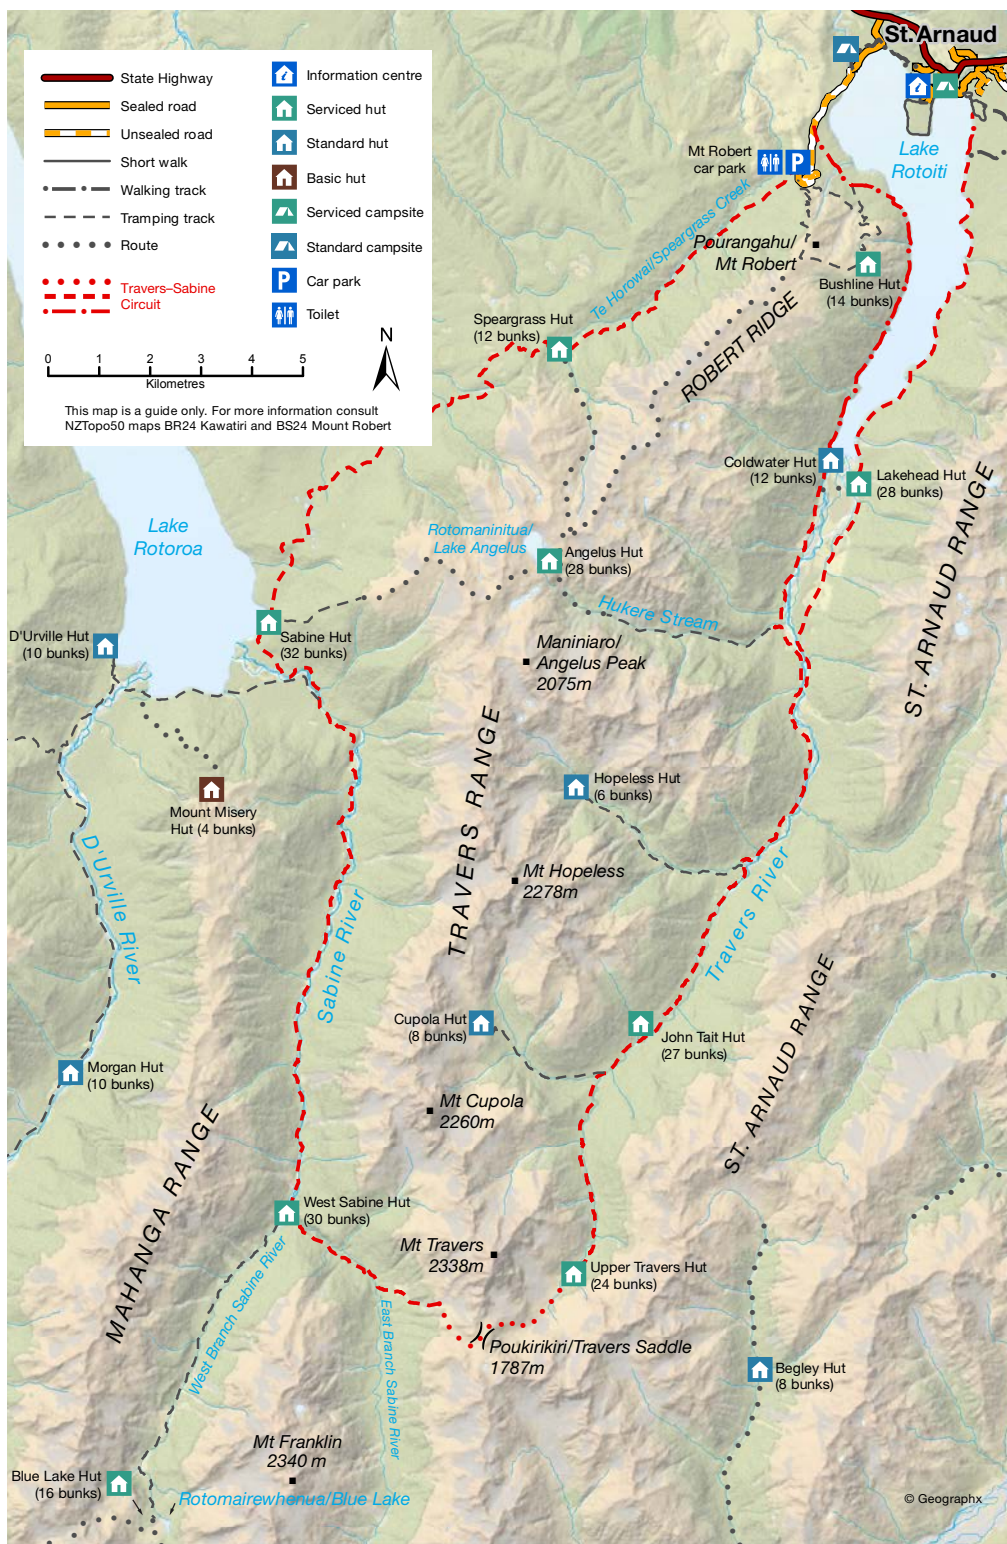 St. Arnaud
State Highway
Sealed road
Unsealed road
Short walk
Walking track
Tramping track
Route
Travers–Sabine
Circuit
Information centre
Serviced hut
Standard hut
Basic hut
Serviced campsite
Standard campsite
Car park
Toilet
N
0 1 2 3 4 5
Kilometres
This map is a guide only. For more information consult
NZTopo50 maps BR24 Kawatiri and BS24 Mount Robert
Mt Robert
car park
P
Lake
Rotoiti
Te Horowai/Speargrass Creek
Pourangahu/
Mt Robert
Bushline Hut
(14 bunks)
Speargrass Hut
(12 bunks)
ROBERT RIDGE
Coldwater Hut
(12 bunks)
Lakehead Hut
(28 bunks)
ST. ARNAUD RANGE
Lake
Rotoroa
Rotomaninitua/
Lake Angelus
Angelus Hut
(28 bunks)
Hukere Stream
D'Urville Hut
(10 bunks)
Sabine Hut
(32 bunks)
Maniniaro/
Angelus Peak
2075m
TRAVERS RANGE
Hopeless Hut
(6 bunks)
Mount Misery
Hut (4 bunks)
D'Urville River
Mt Hopeless
2278m
Sabine River
Travers River
ST. ARNAUD RANGE
Cupola Hut
(8 bunks)
John Tait Hut
(27 bunks)
Morgan Hut
(10 bunks)
Mt Cupola
2260m
MAHANGA RANGE
West Sabine Hut
(30 bunks)
Mt Travers
2338m
Upper Travers Hut
(24 bunks)
West Branch Sabine River
East Branch Sabine River
Poukirikiri/Travers Saddle
1787m
Begley Hut
(8 bunks)
Mt Franklin
2340 m
Blue Lake Hut
(16 bunks)
Rotomairewhenua/Blue Lake
© Geographx